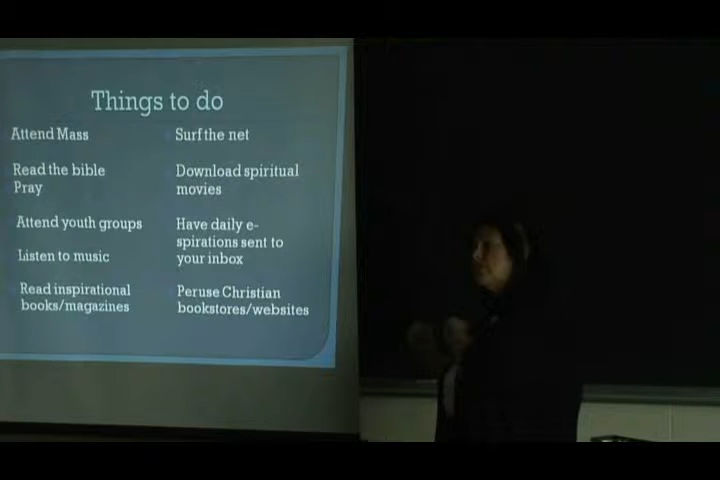 Things to do
Attend Mass
Read the bible
Pray
Attend youth groups
Listen to music
Read inspirational
books/magazines
Surf the net
Download spiritual
movies
Have daily e-
spirations sent to
your inbox
Peruse Christian
bookstores/websites